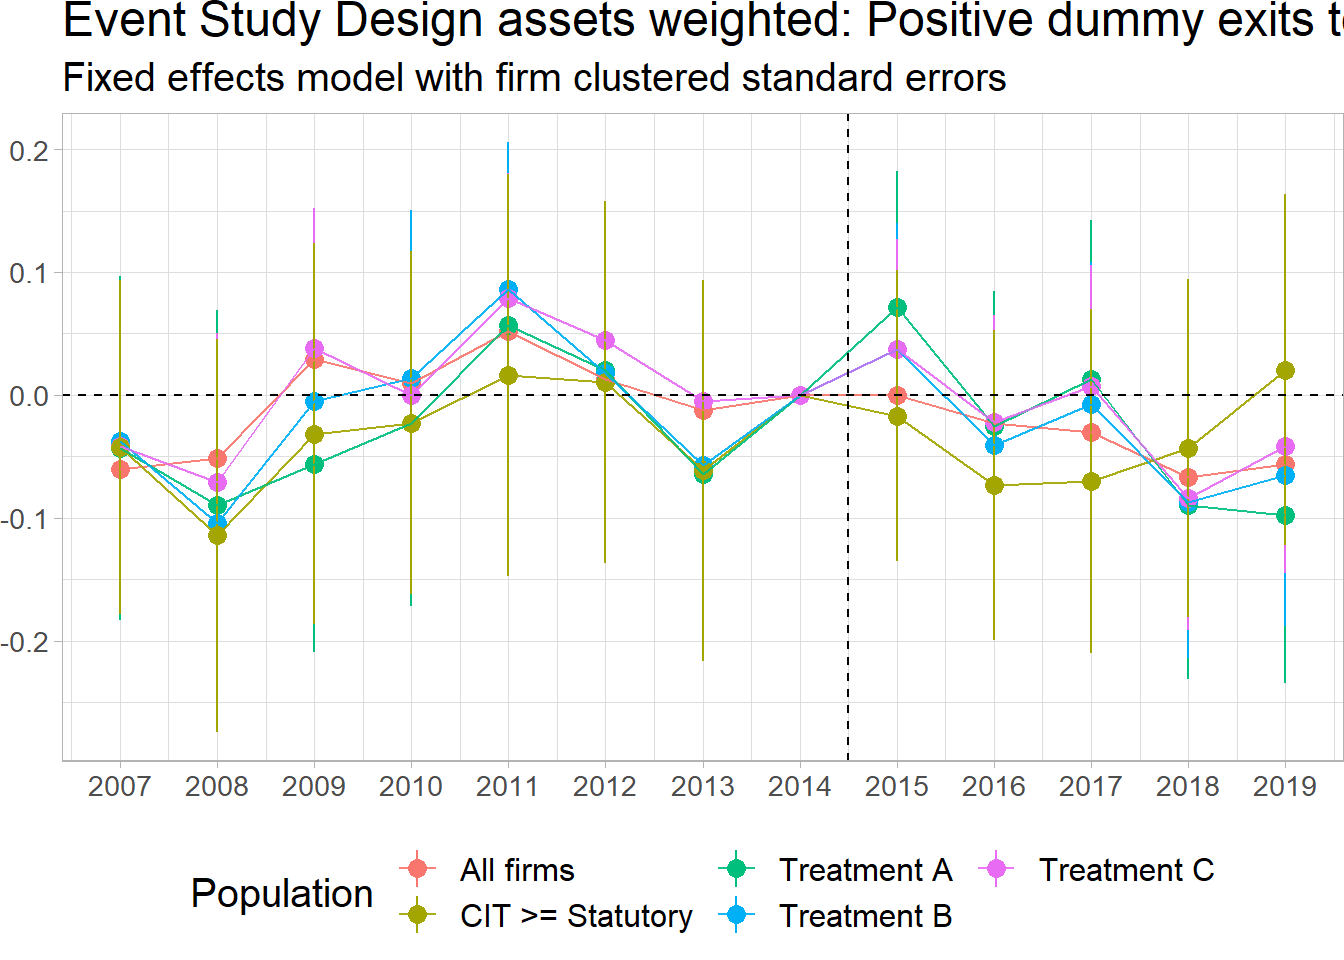 Event Study Design assets weighted: Positive dummy exits
Fixed effects model with firm clustered standard errors
0.2
0.1
0.0
-0.1
-0.2
2007 2008 2009 2010 2011 2012 2013 2014 2015 2016 2017 2018 2019
Population
All firms
CIT >= Statutory
Treatment A
Treatment B
Treatment C